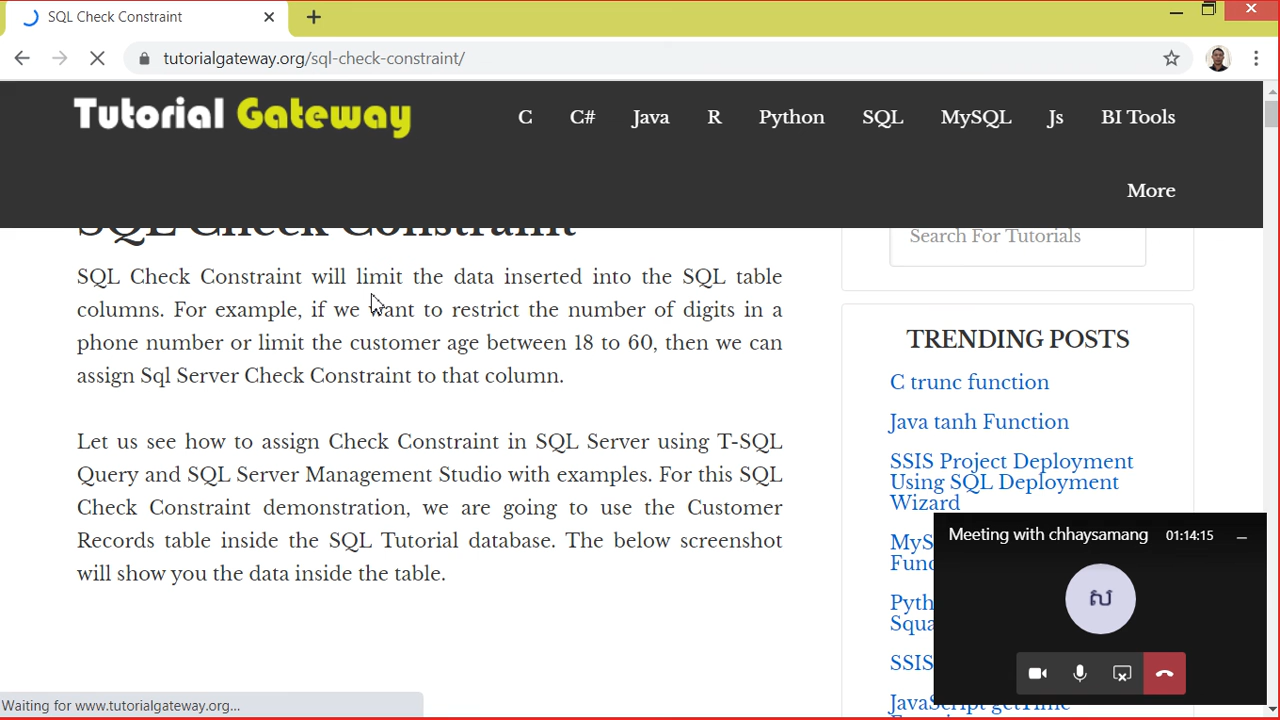 SQL Check Constraint
tutorialgateway.org/sql-check-constraint/
Tutorial Gateway
C C# Java R Python SQL MySQL Js BI Tools
More
SQL Check Constraint
SQL Check Constraint will limit the data inserted into the SQL table
columns. For example, if we want to restrict the number of digits in a
phone number or limit the customer age between 18 to 60, then we can
assign Sql Server Check Constraint to that column.
Let us see how to assign Check Constraint in SQL Server using T-SQL
Query and SQL Server Management Studio with examples. For this SQL
Check Constraint demonstration, we are going to use the Customer
Records table inside the SQL Tutorial database. The below screenshot
will show you the data inside the table.
Search For Tutorials
TRENDING POSTS
C trunc function
Java tanh Function
SSIS Project Deployment
Using SQL Deployment
Wizard
SSIS
JavaScript getTime
Meeting with chhaysamang 01:14:15
ស
Waiting for www.tutorialgateway.org...